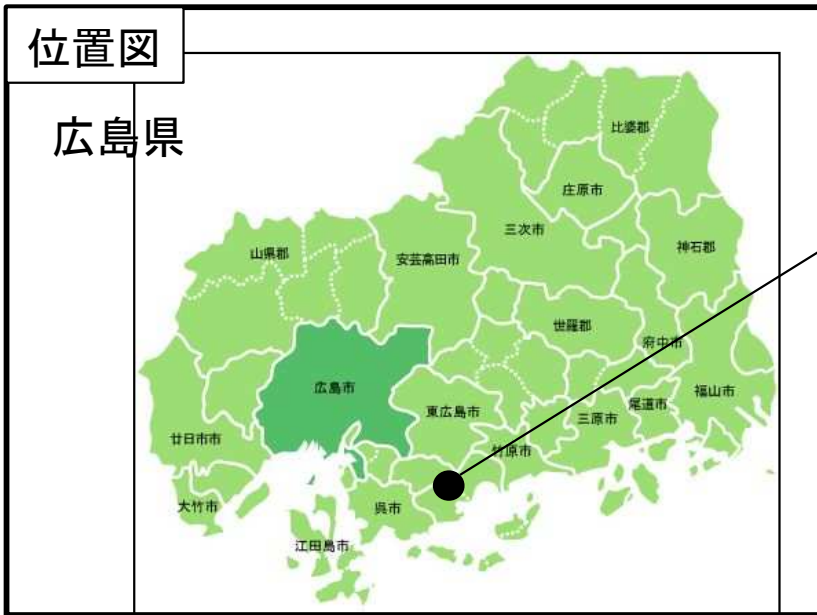 位置図
広島県
比婆郡
庄原市
三次市
神石郡
山県郡
安芸高田市
世羅郡
府中市
広島市
福山市
尾道市
東広島市
三原市
廿日市市
竹原市
大竹市
呉市
江田島市